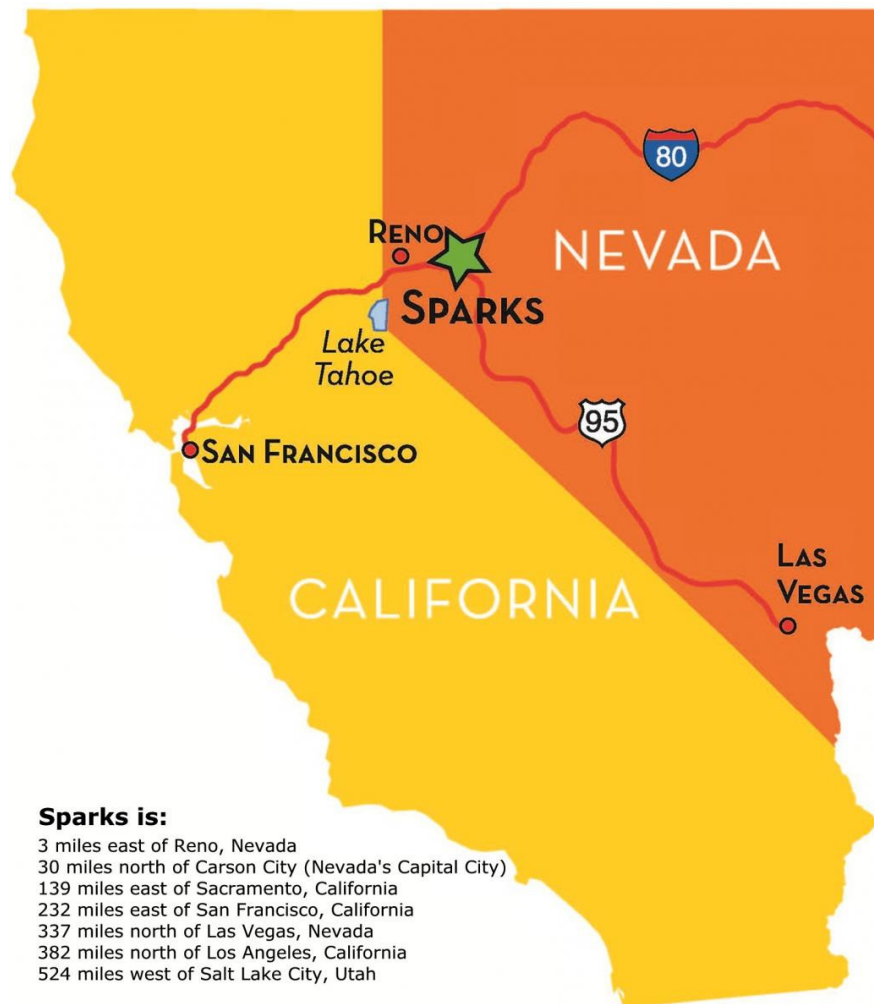 80
RENO
NEVADA
SPARKS
Lake
Tahoe
95
SAN FRANCISCO
LAS
VEGAS
CALIFORNIA
Sparks is:
3 miles east of Reno, Nevada
30 miles north of Carson City (Nevada's Capital City)
139 miles east of Sacramento, California
232 miles east of San Francisco, California
337 miles north of Las Vegas, Nevada
382 miles north of Los Angeles, California
524 miles west of Salt Lake City, Utah